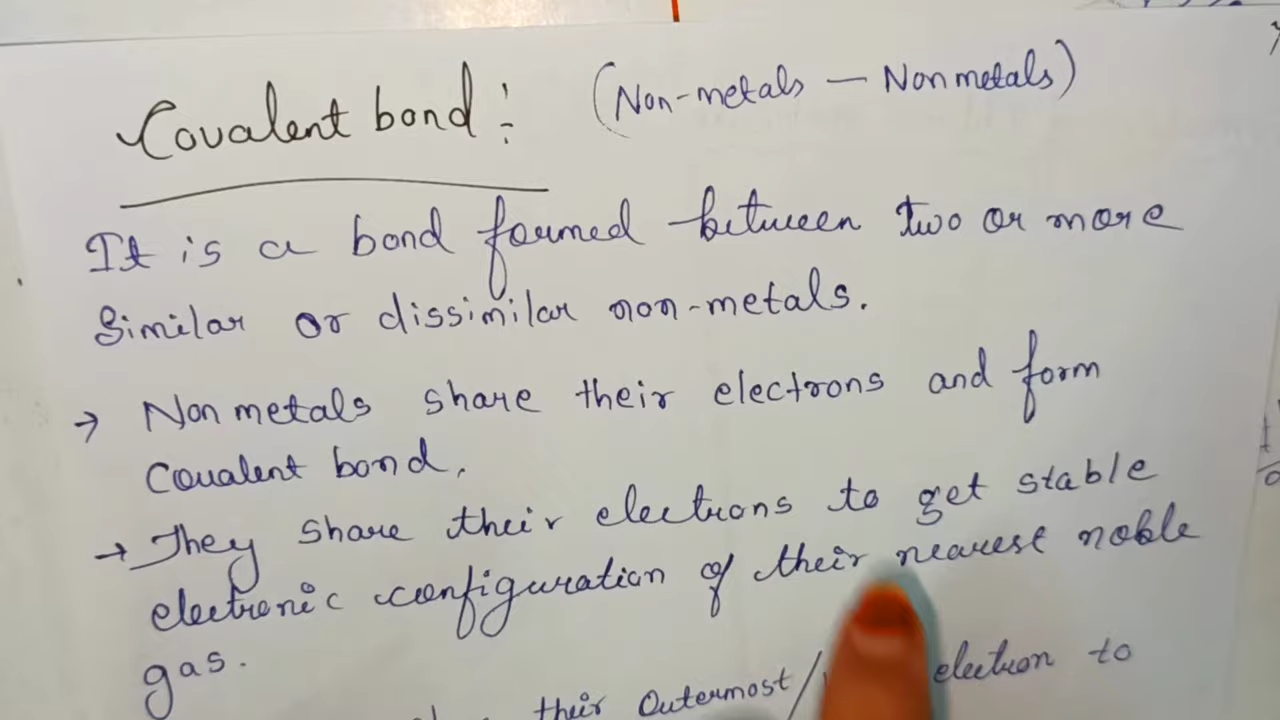 Covalent bond :- (Non-metals — Nonmetals)
It is a bond formed between two or more
Similar or dissimilar non-metals.
→ Non metals share their electrons and form
Covalent bond.
→ They share their electrons to get stable
electronic configuration of their nearest noble
gas.
their Outermost/ electron to